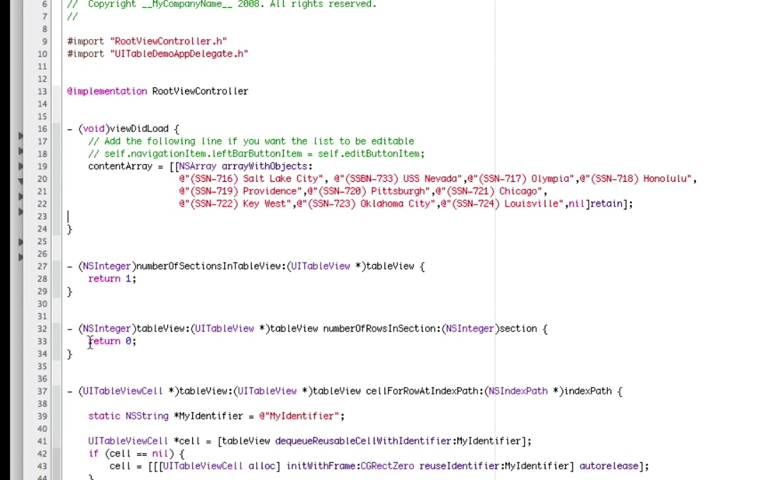 6 // Copyright __MyCompanyName__ 2008. All rights reserved.
7 //
8
9 #import "RootViewController.h"
10 #import "UITableDemoAppDelegate.h"
11
12
13 @implementation RootViewController
14
15
16 - (void)viewDidLoad {
17 // Add the following line if you want the list to be editable
18 // self.navigationItem.leftBarButtonItem = self.editButtonItem;
19 contentArray = [[NSArray arrayWithObjects:
20 @"(SSN-716) Salt Lake City", @"(SSBN-733) USS Nevada",@"(SSN-717) Olympia",@"(SSN-718) Honolulu",
21 @"(SSN-719) Providence",@"(SSN-720) Pittsburgh",@"(SSN-721) Chicago",
22 @"(SSN-722) Key West",@"(SSN-723) Oklahoma City",@"(SSN-724) Louisville",nil]retain];
23
24 }
25
26
27 - (NSInteger)numberOfSectionsInTableView:(UITableView *)tableView {
28 return 1;
29 }
30
31
32 - (NSInteger)tableView:(UITableView *)tableView numberOfRowsInSection:(NSInteger)section {
33 return 0;
34 }
35
36
37 - (UITableViewCell *)tableView:(UITableView *)tableView cellForRowAtIndexPath:(NSIndexPath *)indexPath {
38
39 static NSString *MyIdentifier = @"MyIdentifier";
40
41 UITableViewCell *cell = [tableView dequeueReusableCellWithIdentifier:MyIdentifier];
42 if (cell == nil) {
43 cell = [[[UITableViewCell alloc] initWithFrame:CGRectZero reuseIdentifier:MyIdentifier] autorelease];
44 }